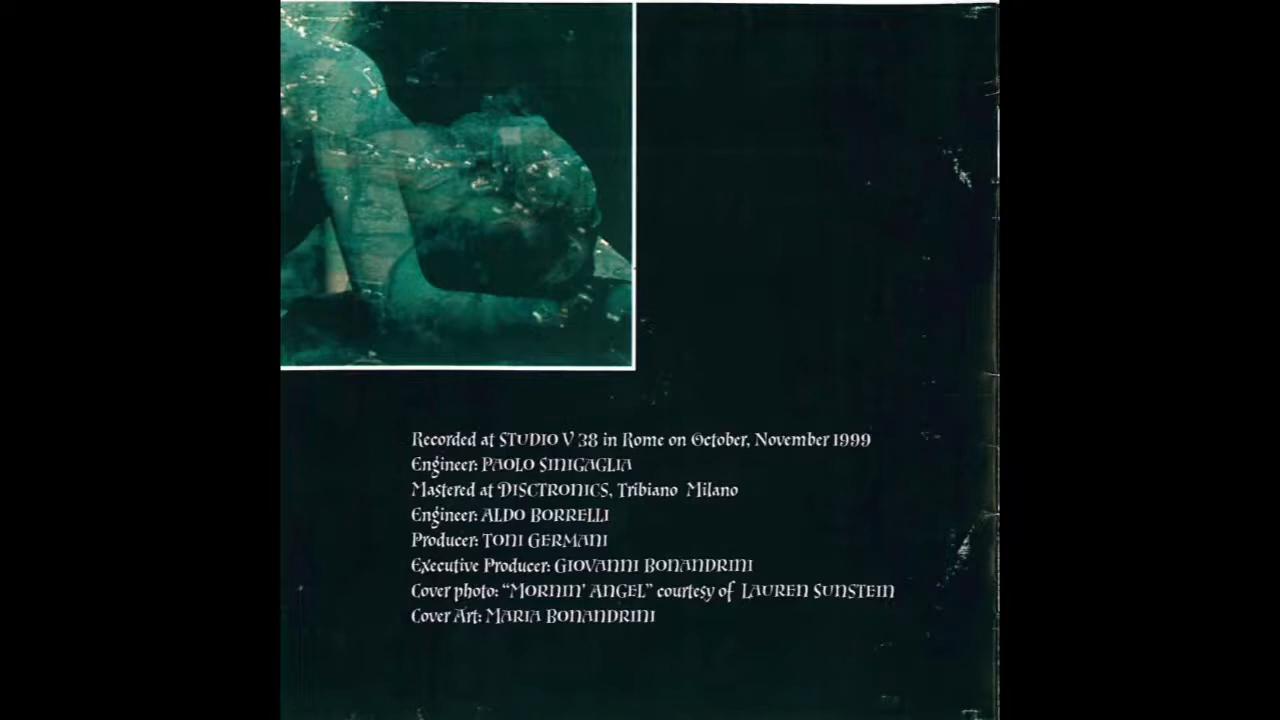 Recorded at STUDIO V 38 in Rome on October, November 1999
Engineer: PAOLO SINIGAGLIA
Mastered at DISCTRONICS, Tribiano Milano
Engineer: ALDO BORRELLI
Producer: TONI GERMANI
Executive Producer: GIOVANNI BONANDRINI
Cover photo: “MORNIN’ ANGEL” courtesy of LAUREN SUNSTEIN
Cover Art: MARIA BONANDRINI